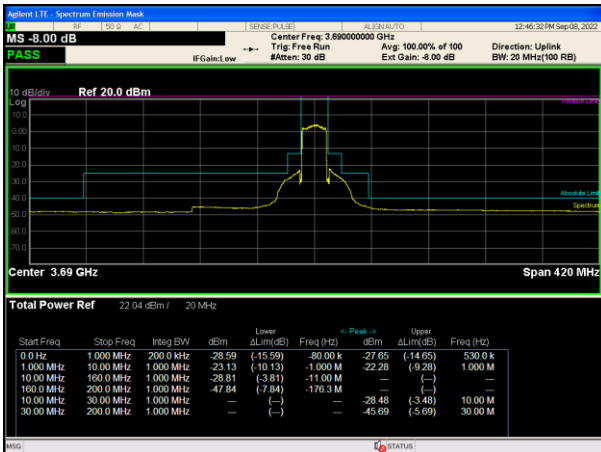 Agilent LTE - Spectrum Emission Mask
RF 50 Ω AC SENSE:PULSE ALIGN AUTO 12:46:32 PM Sep 08, 2022
MS -8.00 dB Center Freq: 3.690000000 GHz
Trig: Free Run Avg: 100.00% of 100 Direction: Uplink
PASS IFGain:Low #Atten: 30 dB Ext Gain: -8.00 dB BW: 20 MHz(100 RB)
10 dB/div Ref 20.0 dBm
Log Relative Limit
10.0
0.00
-10.0
-20.0
-30.0
-40.0 Absolute Limit
Spectrum
-50.0
-60.0
-70.0
Center 3.69 GHz Span 420 MHz
Total Power Ref 22.04 dBm / 20 MHz
Lower <- Peak -> Upper
Start Freq Stop Freq Integ BW dBm ΔLim(dB) Freq (Hz) dBm ΔLim(dB) Freq (Hz)
0.0 Hz 1.000 MHz 200.0 kHz -28.59 (-15.59) -80.00 k -27.65 (-14.65) 530.0 k
1.000 MHz 10.00 MHz 1.000 MHz -23.13 (-10.13) -1.000 M -22.28 (-9.28) 1.000 M
10.00 MHz 160.0 MHz 1.000 MHz -28.81 (-3.81) -11.00 M --- (---) ---
160.0 MHz 200.0 MHz 1.000 MHz -47.84 (-7.84) -176.3 M --- (---) ---
10.00 MHz 30.00 MHz 1.000 MHz --- (---) --- -28.48 (-3.48) 10.00 M
30.00 MHz 200.0 MHz 1.000 MHz --- (---) --- -45.69 (-5.69) 30.00 M
MSG STATUS